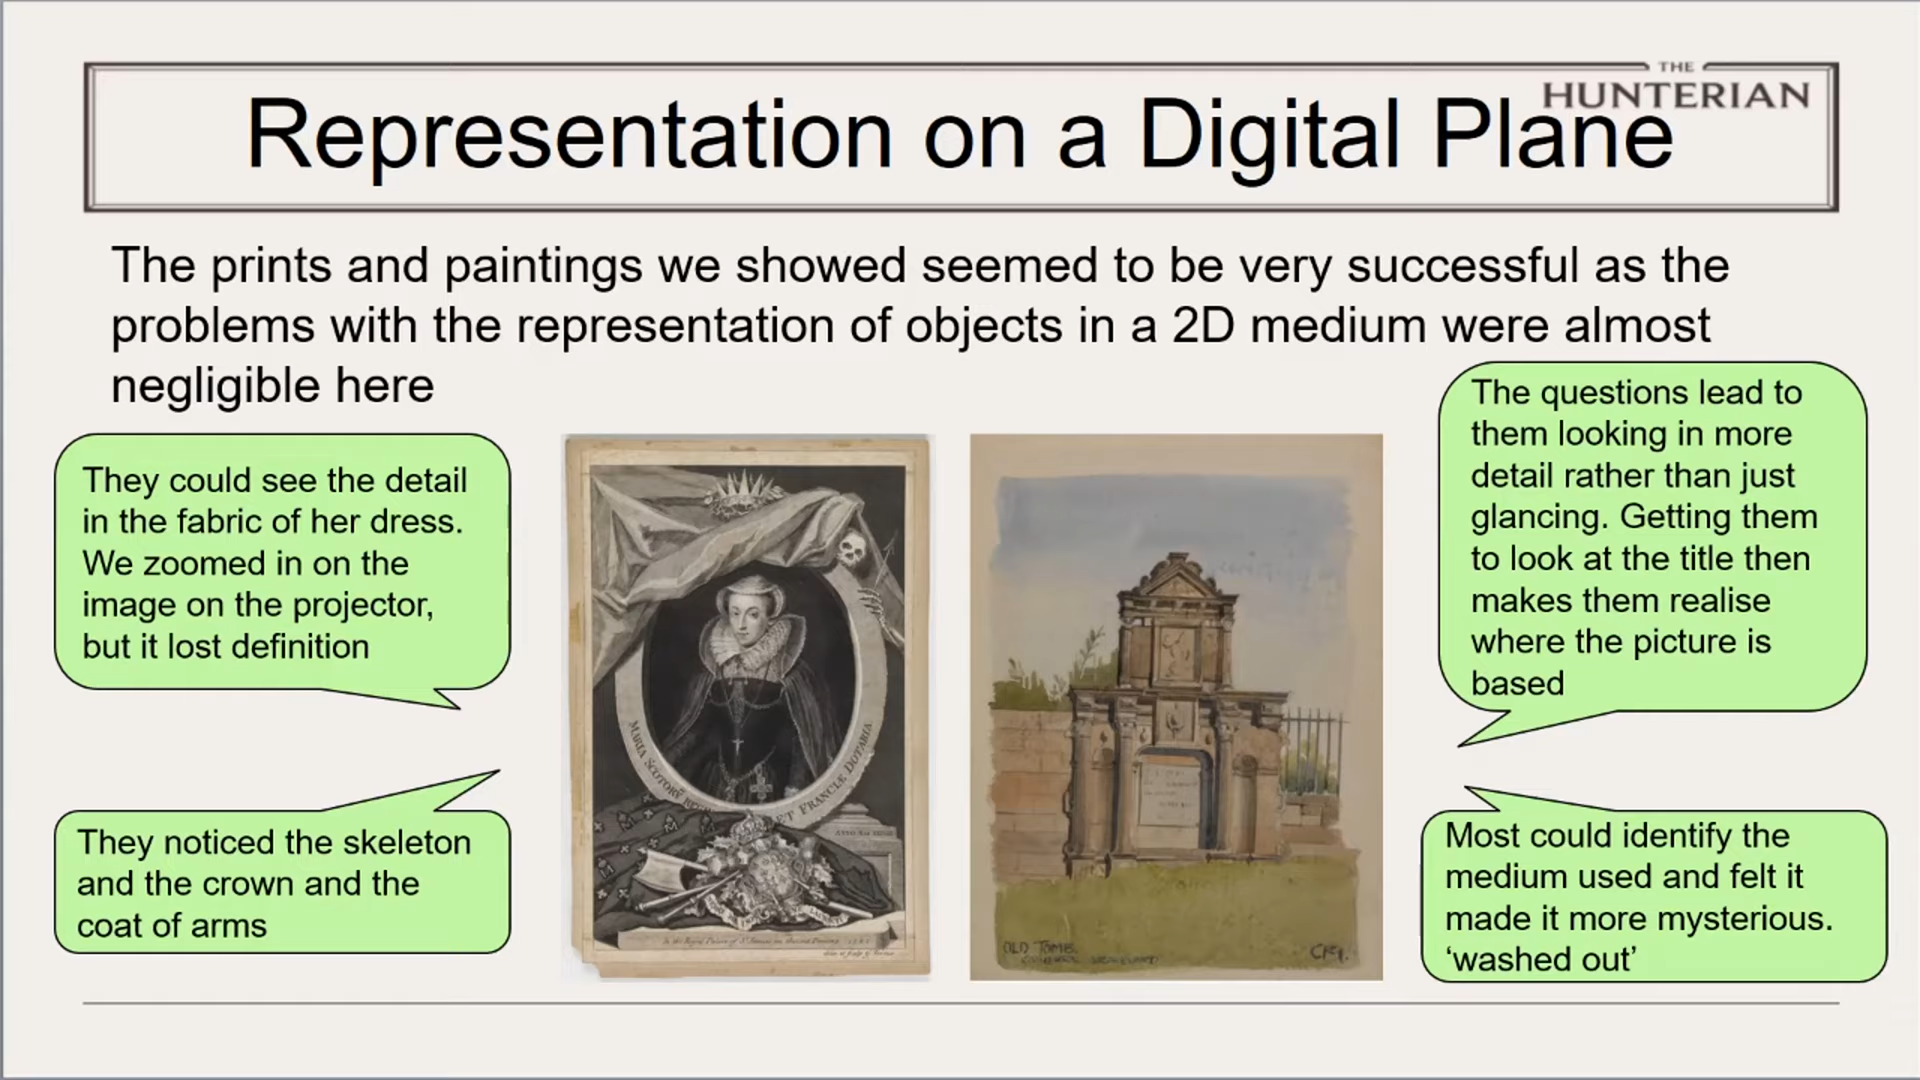 THE
HUNTERIAN
Representation on a Digital Plane
The prints and paintings we showed seemed to be very successful as the
problems with the representation of objects in a 2D medium were almost
negligible here
They could see the detail
in the fabric of her dress.
We zoomed in on the
image on the projector,
but it lost definition
They noticed the skeleton
and the crown and the
coat of arms
MARIA SCOTORV
ET FRANCIÆ DOTARIA
OLD TOMB.
The questions lead to
them looking in more
detail rather than just
glancing. Getting them
to look at the title then
makes them realise
where the picture is
based
Most could identify the
medium used and felt it
made it more mysterious.
‘washed out’